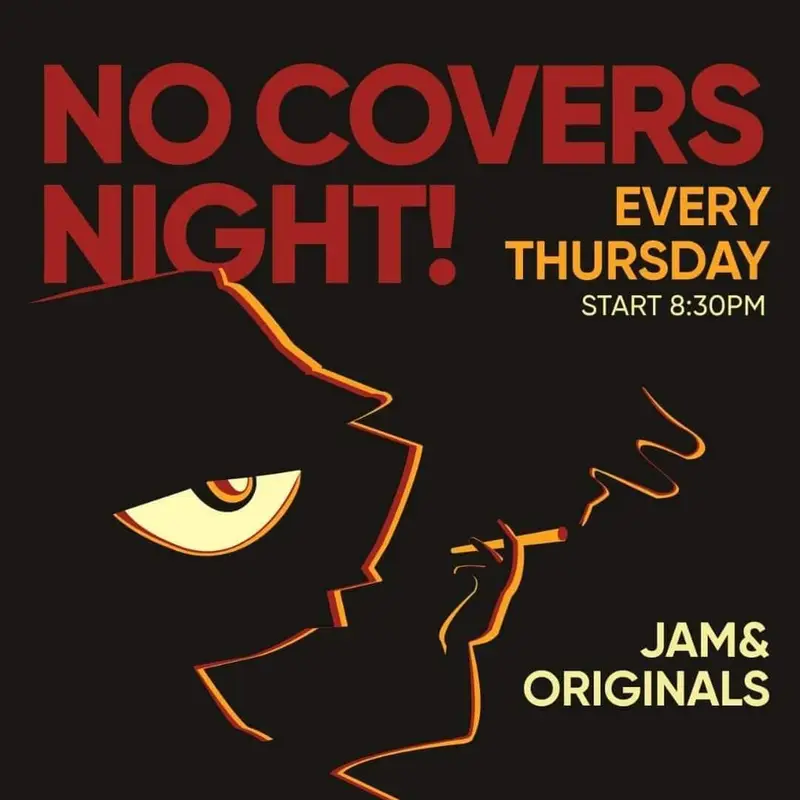 NO COVERS
NIGHT!
EVERY
THURSDAY
START 8:30PM
JAM&
ORIGINALS